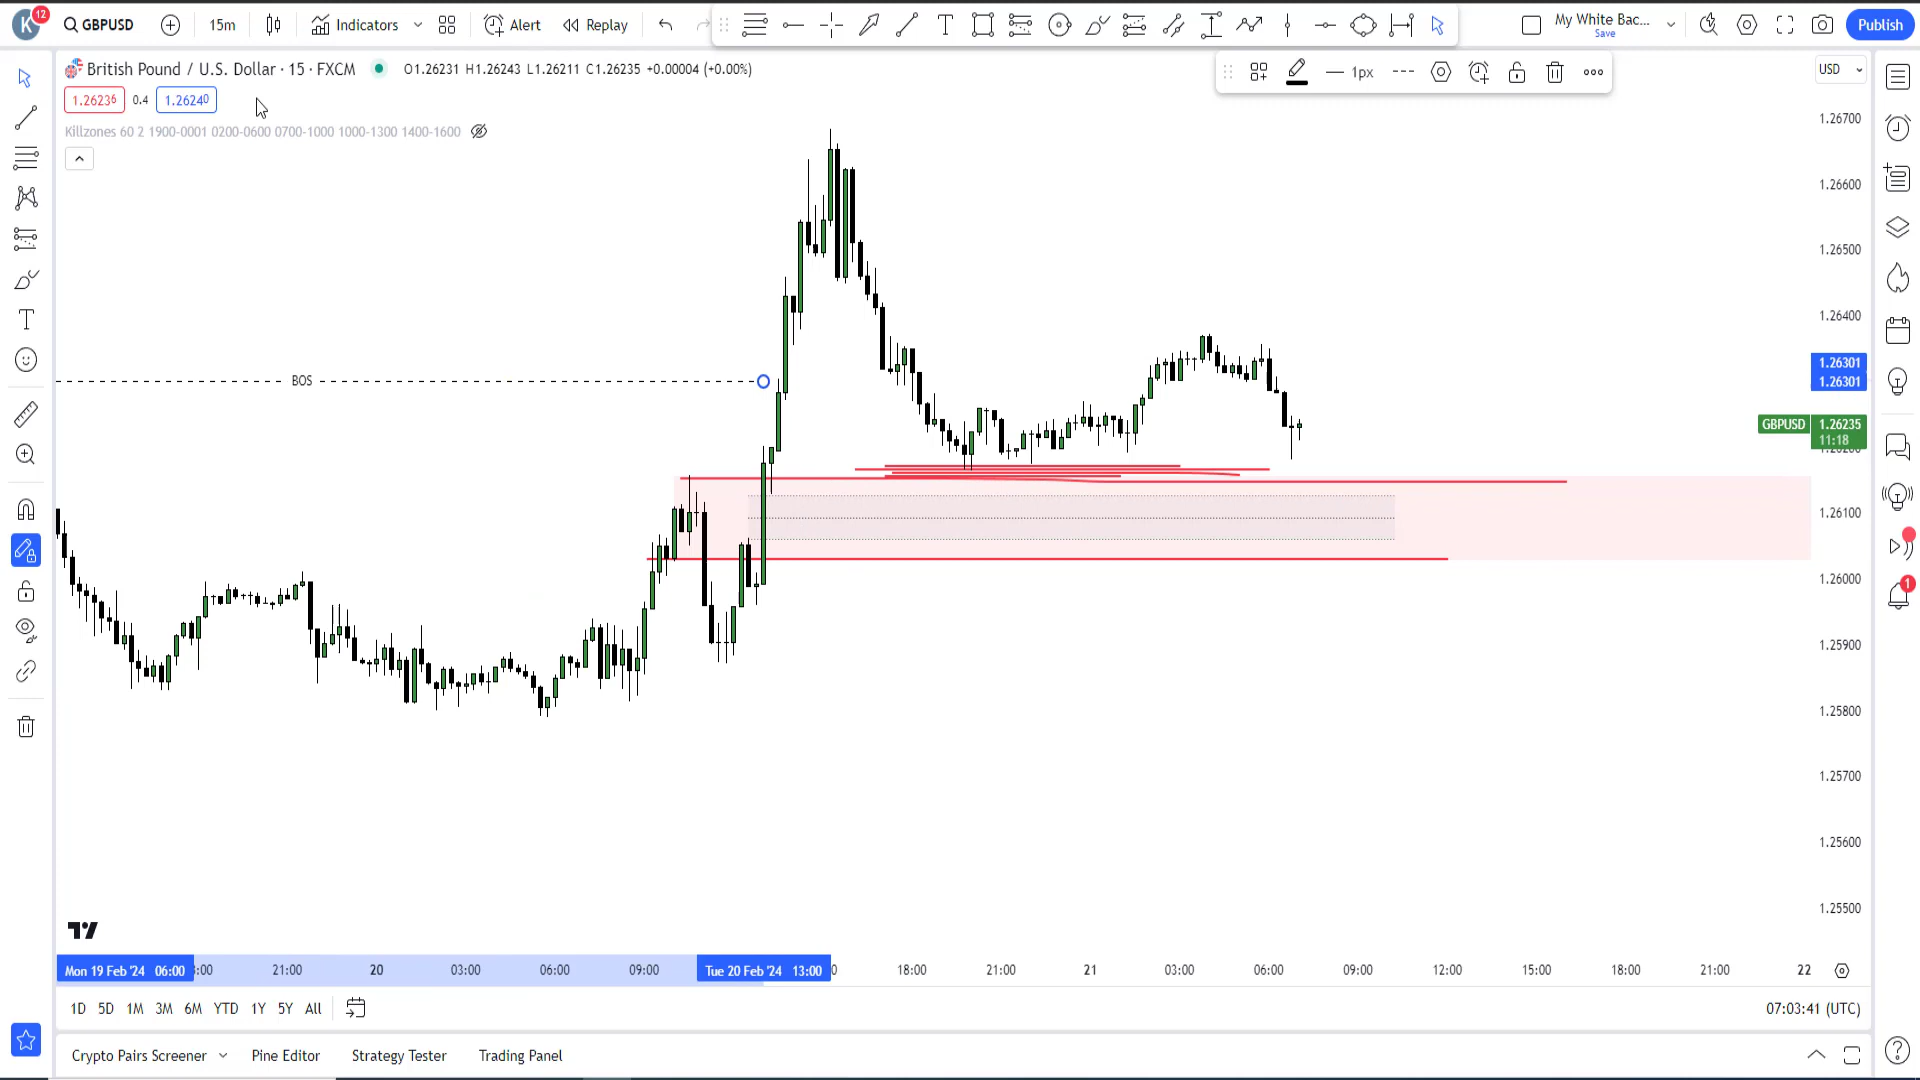 K 12 GBPUSD 15m Indicators Alert Replay My White Bac... Save Publish
British Pound / U.S. Dollar · 15 · FXCM O1.26231 H1.26243 L1.26211 C1.26235 +0.00004 (+0.00%) 1px USD
1.26236 0.4 1.26240
Killzones 60 2 1900-0001 0200-0600 0700-1000 1000-1300 1400-1600
1.26700
1.26600
1.26500
1.26400
1.26301
BOS 1.26301
GBPUSD 1.26235
11:18
1.26100
1.26000
1
1.25900
1.25800
1.25700
1.25600
1.25500
Mon 19 Feb '24 06:00 :00 21:00 20 03:00 06:00 09:00 Tue 20 Feb '24 13:00 0 18:00 21:00 21 03:00 06:00 09:00 12:00 15:00 18:00 21:00 22
1D 5D 1M 3M 6M YTD 1Y 5Y All 07:03:41 (UTC)
Crypto Pairs Screener Pine Editor Strategy Tester Trading Panel